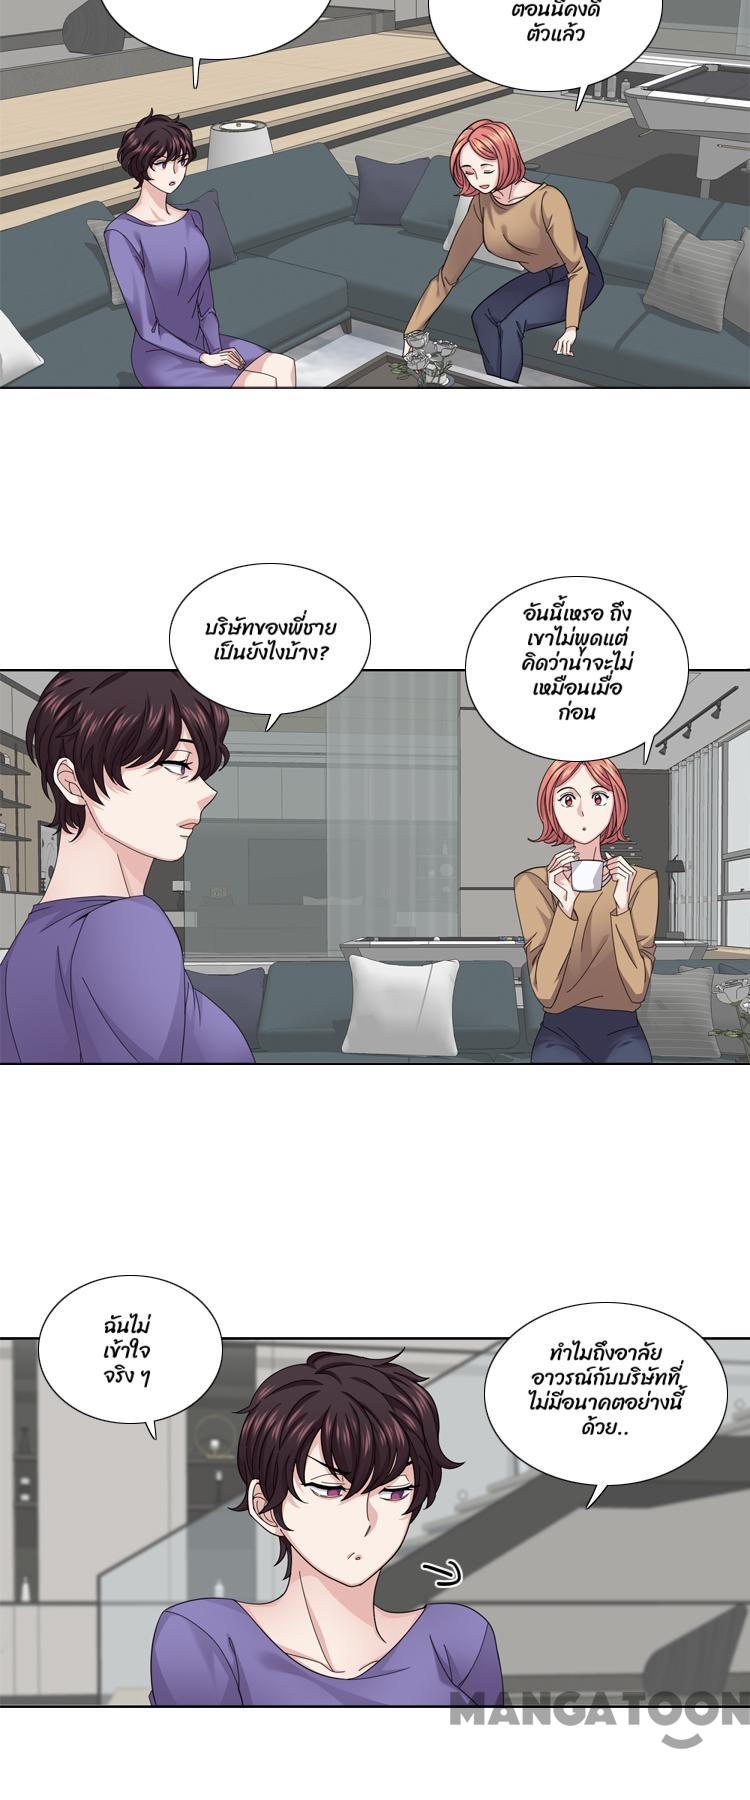 ตอนนี้คงดี
ตัวแล้ว
บริษัทของพี่ชาย
เป็นยังไงบ้าง?
อันนี้เหรอ ถึง
เขาไม่พูดแต่
คิดว่าน่าจะไม่
เหมือนเมื่อ
ก่อน
ฉันไม่
เข้าใจ
จริง ๆ
ทำไมถึงอาลัย
อาวรณ์กับบริษัทที่
ไม่มีอนาคตอย่างนี้
ด้วย..
MANGATOON